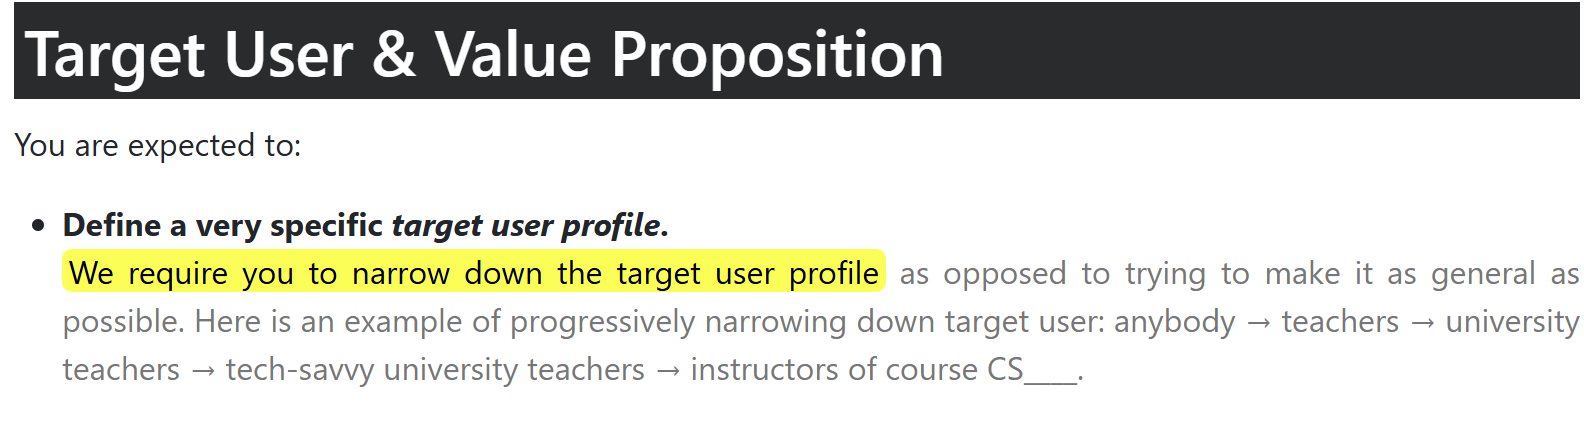 Target User & Value Proposition
You are expected to:
• Define a very specific target user profile.
We require you to narrow down the target user profile as opposed to trying to make it as general as
possible. Here is an example of progressively narrowing down target user: anybody → teachers → university
teachers → tech-savvy university teachers → instructors of course CS____.